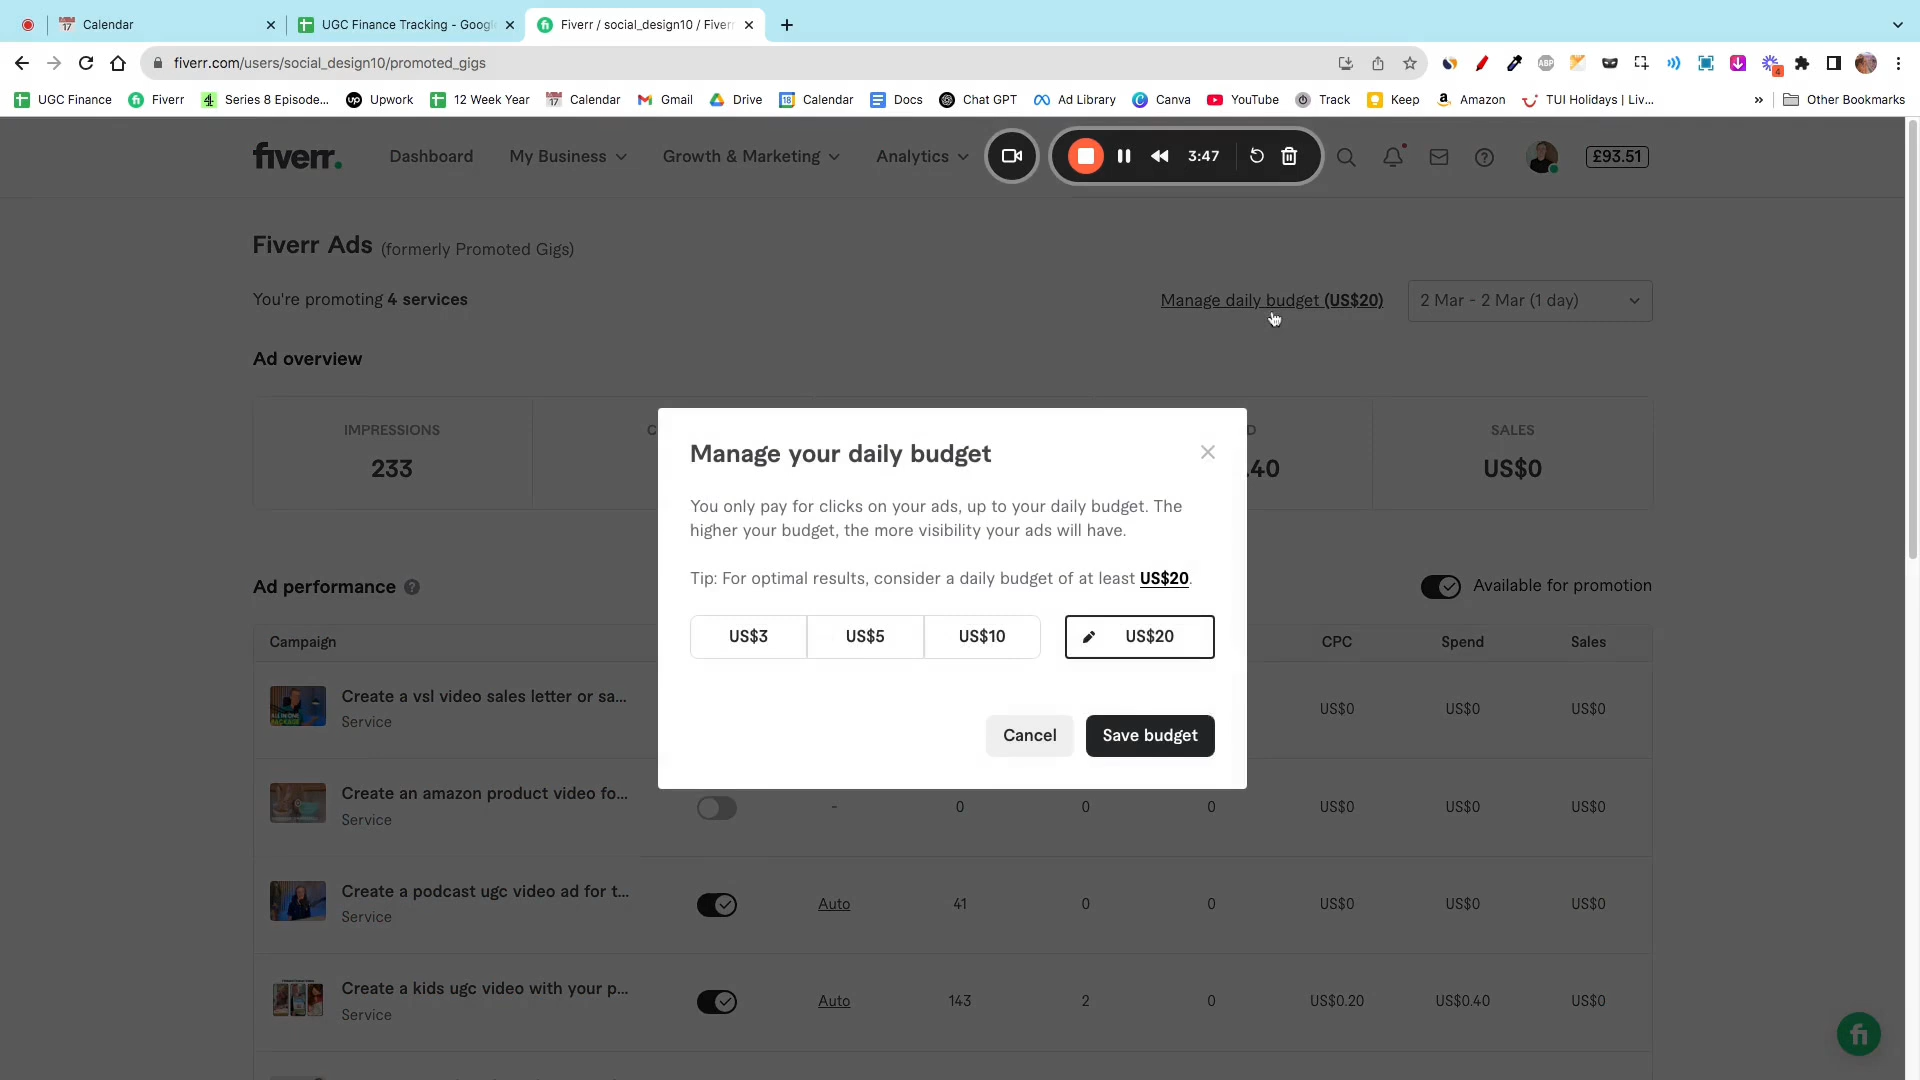 Calendar
UGC Finance Tracking - Google
Fiverr / social_design10 / Fiverr
fiverr.com/users/social_design10/promoted_gigs
UGC Finance
Fiverr
Series 8 Episode...
Upwork
12 Week Year
Calendar
Gmail
Drive
Calendar
Docs
Chat GPT
Ad Library
Canva
YouTube
Track
Keep
Amazon
TUI Holidays | Liv...
Other Bookmarks
fiverr.
Dashboard
My Business
Growth & Marketing
Analytics
3:47
£93.51
Fiverr Ads (formerly Promoted Gigs)
You're promoting 4 services
Manage daily budget (US$20)
2 Mar - 2 Mar (1 day)
Ad overview
IMPRESSIONS
233
C
D
.40
SALES
US$0
Manage your daily budget
You only pay for clicks on your ads, up to your daily budget. The
higher your budget, the more visibility your ads will have.
Tip: For optimal results, consider a daily budget of at least US$20.
US$3
US$5
US$10
US$20
Cancel
Save budget
Ad performance
Available for promotion
Campaign
CPC
Spend
Sales
Create a vsl video sales letter or sa...
Service
US$0
US$0
US$0
Create an amazon product video fo...
Service
-
0
0
0
US$0
US$0
US$0
Create a podcast ugc video ad for t...
Service
Auto
41
0
0
US$0
US$0
US$0
Create a kids ugc video with your p...
Service
Auto
143
2
0
US$0.20
US$0.40
US$0